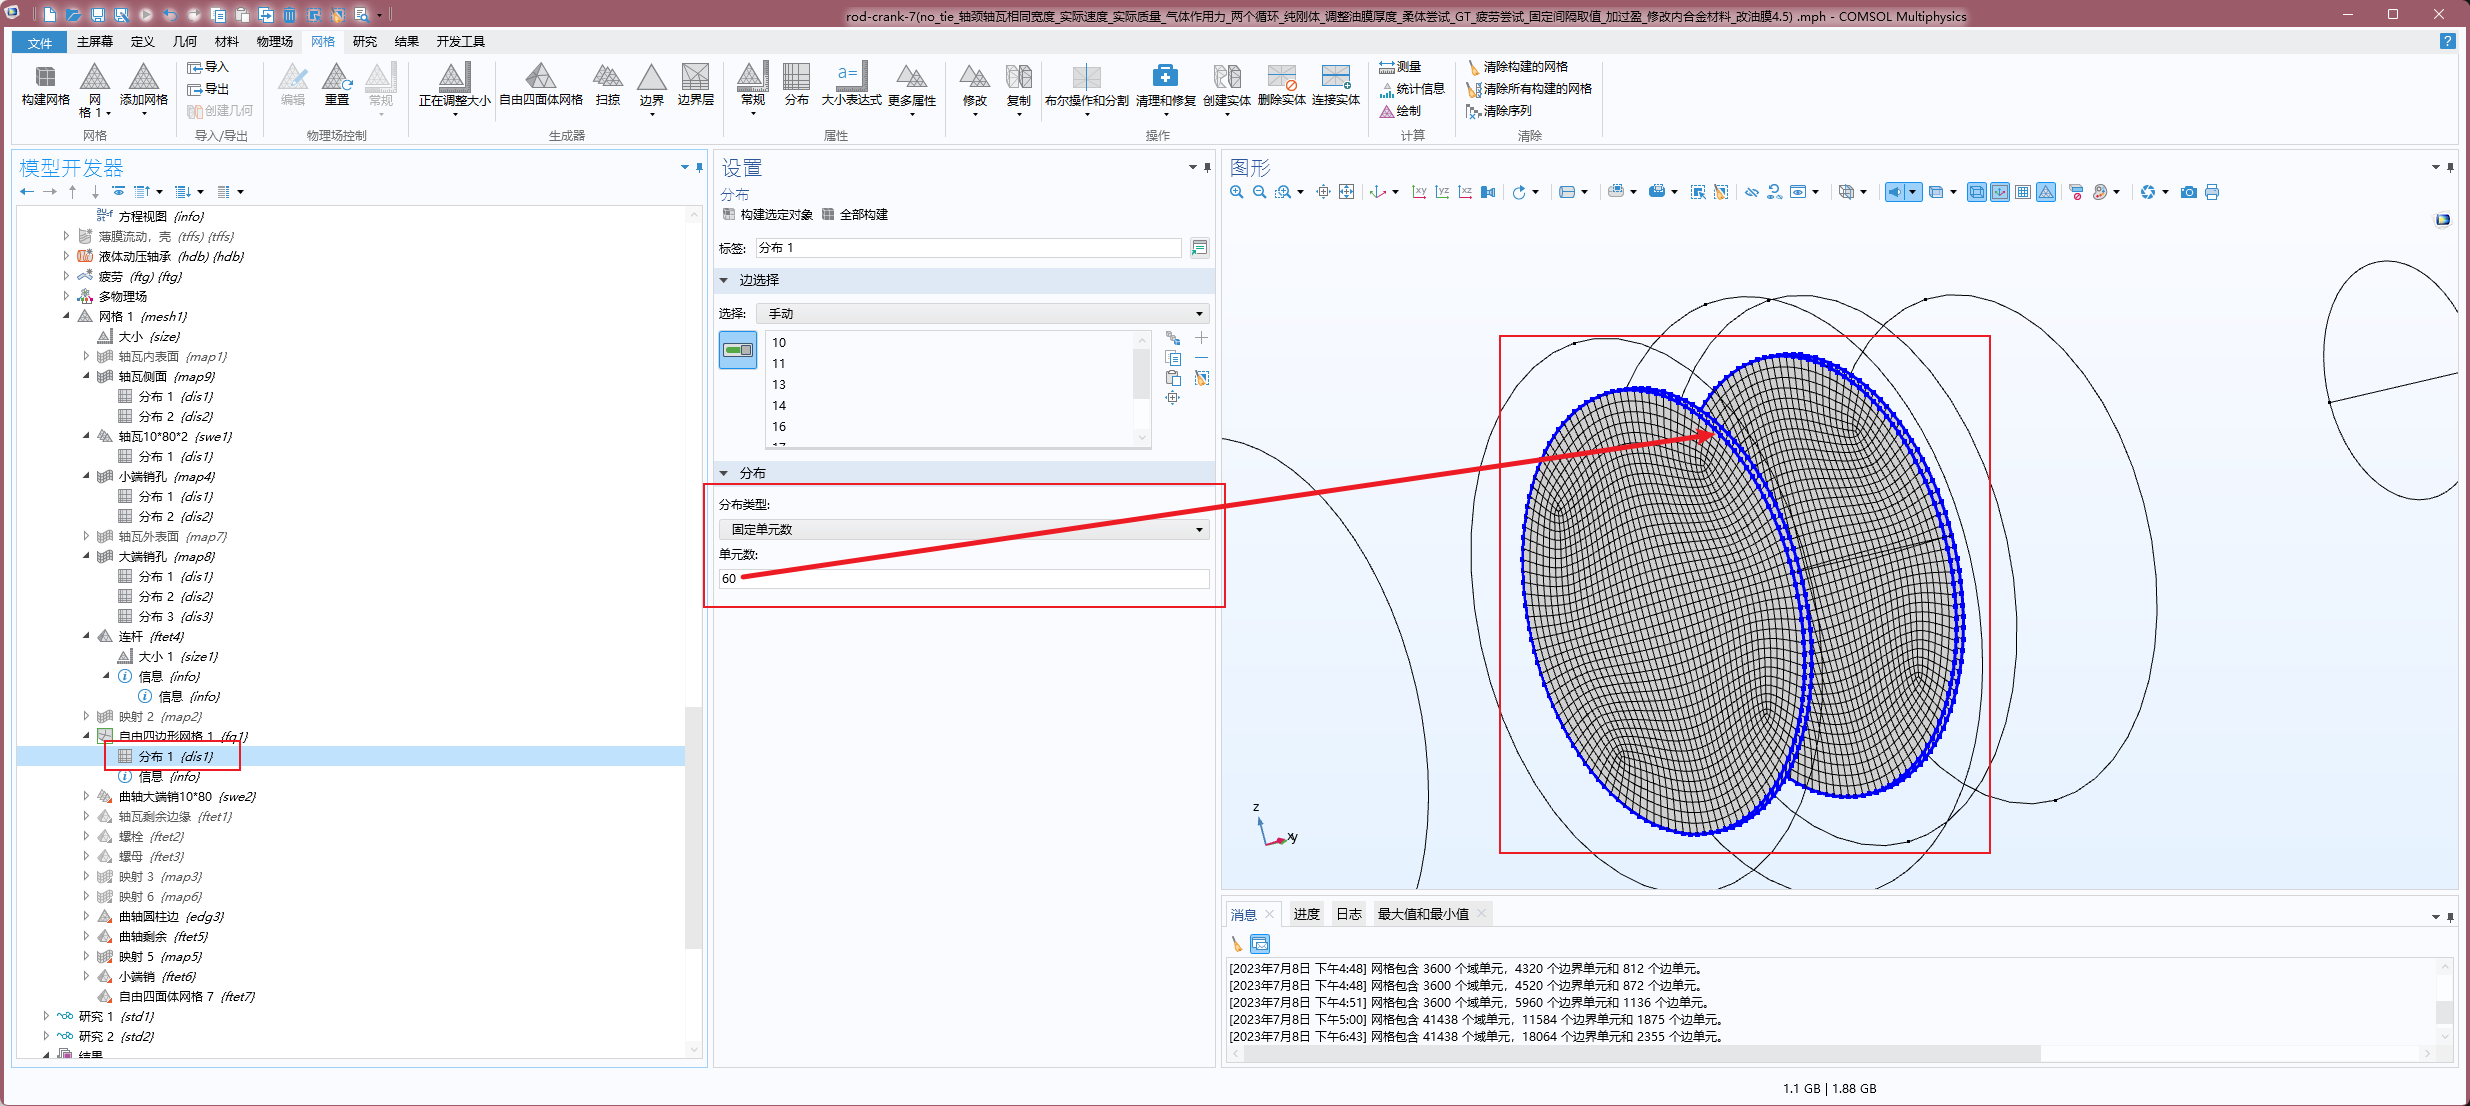 rod-crank-7(no_tie_轴颈轴瓦相同宽度_实际速度_实际质量_气体作用力_两个循环_纯刚体_调整油膜厚度_柔体尝试_GT_疲劳尝试_固定间隔取值_加过盈_修改内合金材料_改油膜4.5) .mph - COMSOL Multiphysics
文件 主屏幕 定义 几何 材料 物理场 网格 研究 结果 开发工具
构建网格
网格 1
添加网格
网格
导入
导出
创建几何
导入/导出
编辑
重置
常规
物理场控制
正在调整大小
自由四面体网格
扫掠
边界
边界层
生成器
常规
分布
大小表达式
更多属性
属性
修改
复制
布尔操作和分割
清理和修复
创建实体
删除实体
连接实体
操作
测量
统计信息
绘制
计算
清除构建的网格
清除所有构建的网格
清除序列
清除
模型开发器
方程视图 {info}
薄膜流动，壳 (tffs) {tffs}
液体动压轴承 (hdb) {hdb}
疲劳 (ftg) {ftg}
多物理场
网格 1 {mesh1}
大小 {size}
轴瓦内表面 {map1}
轴瓦侧面 {map9}
分布 1 {dis1}
分布 2 {dis2}
轴瓦10*80*2 {swe1}
分布 1 {dis1}
小端销孔 {map4}
分布 1 {dis1}
分布 2 {dis2}
轴瓦外表面 {map7}
大端销孔 {map8}
分布 1 {dis1}
分布 2 {dis2}
分布 3 {dis3}
连杆 {ftet4}
大小 1 {size1}
信息 {info}
信息 {info}
映射 2 {map2}
自由四边形网格 1 {fq1}
分布 1 {dis1}
信息 {info}
曲轴大端销10*80 {swe2}
轴瓦剩余边缘 {ftet1}
螺栓 {ftet2}
螺母 {ftet3}
映射 3 {map3}
映射 6 {map6}
曲轴圆柱边 {edg3}
曲轴剩余 {ftet5}
映射 5 {map5}
小端销 {ftet6}
自由四面体网格 7 {ftet7}
研究 1 {std1}
研究 2 {std2}
结果
设置
分布
构建选定对象 全部构建
标签: 分布 1
边选择
选择: 手动
10
11
13
14
16
17
分布
分布类型:
固定单元数
单元数:
60
图形
xy yz xz
z
x y
消息 进度 日志 最大值和最小值
[2023年7月8日 下午4:48] 网格包含 3600 个域单元，4320 个边界单元和 812 个边单元。
[2023年7月8日 下午4:48] 网格包含 3600 个域单元，4520 个边界单元和 872 个边单元。
[2023年7月8日 下午4:51] 网格包含 3600 个域单元，5960 个边界单元和 1136 个边单元。
[2023年7月8日 下午5:00] 网格包含 41438 个域单元，11584 个边界单元和 1875 个边单元。
[2023年7月8日 下午6:43] 网格包含 41438 个域单元，18064 个边界单元和 2355 个边单元。
1.1 GB | 1.88 GB